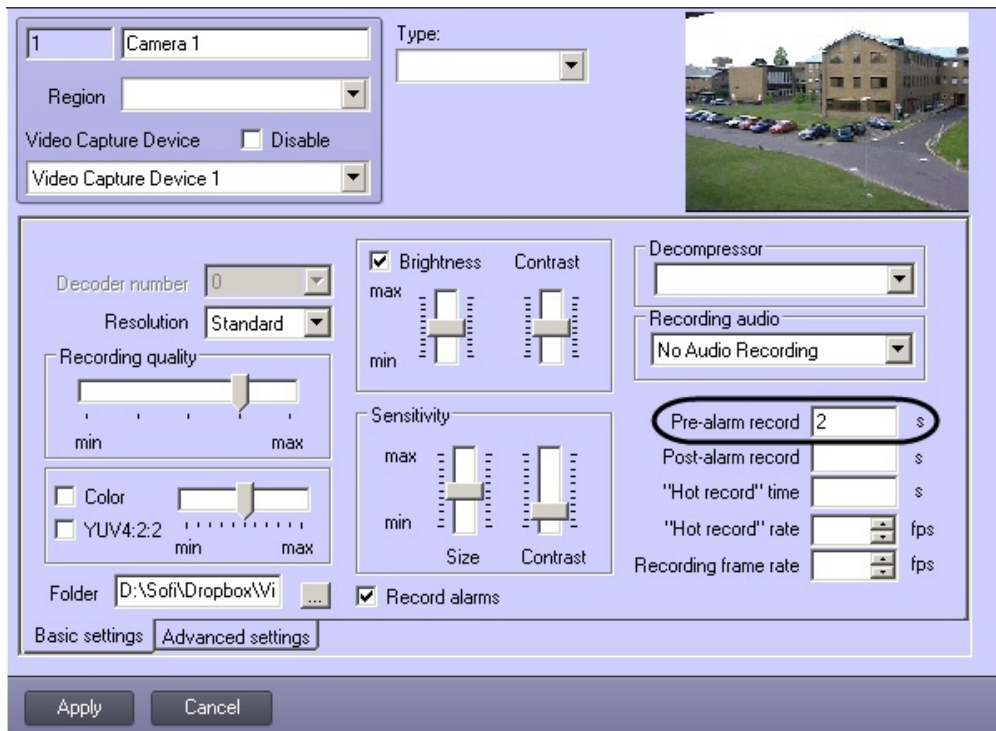 1
Camera 1
Type:
Region
Video Capture Device
Disable
Video Capture Device 1
Decoder number
0
Resolution
Standard
Recording quality
min
max
Color
YUV4:2:2
min
max
Folder
D:\Sofi\Dropbox\Vi
...
Brightness
Contrast
max
min
Sensitivity
max
min
Size
Contrast
Record alarms
Decompressor
Recording audio
No Audio Recording
Pre-alarm record
2
s
Post-alarm record
s
"Hot record" time
s
"Hot record" rate
fps
Recording frame rate
fps
Basic settings
Advanced settings
Apply
Cancel